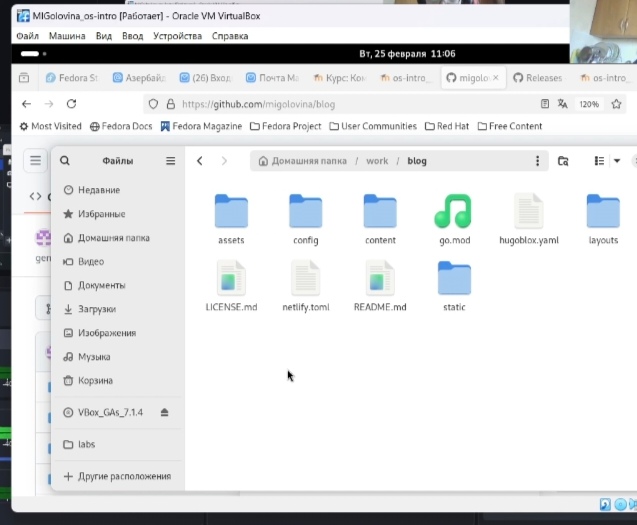 MIGolovina_os-intro [Работает] - Oracle VM VirtualBox
Файл Машина Вид Ввод Устройства Справка
Вт, 25 февраля 11:06
Fedora St Азербайд (26) Вход Почта Ma Курс: Кон os-intro_ migolo × Releases os-intro_
https://github.com/migolovina/blog 120%
Most Visited Fedora Docs Fedora Magazine Fedora Project User Communities Red Hat Free Content
Файлы Домашняя папка / work / blog
Недавние
Избранные
Домашняя папка
Видео
Документы
Загрузки
Изображения
Музыка
Корзина
VBox_GAs_7.1.4
labs
Другие расположения
assets config content go.mod hugoblox.yaml layouts
LICENSE.md netlify.toml README.md static
gen